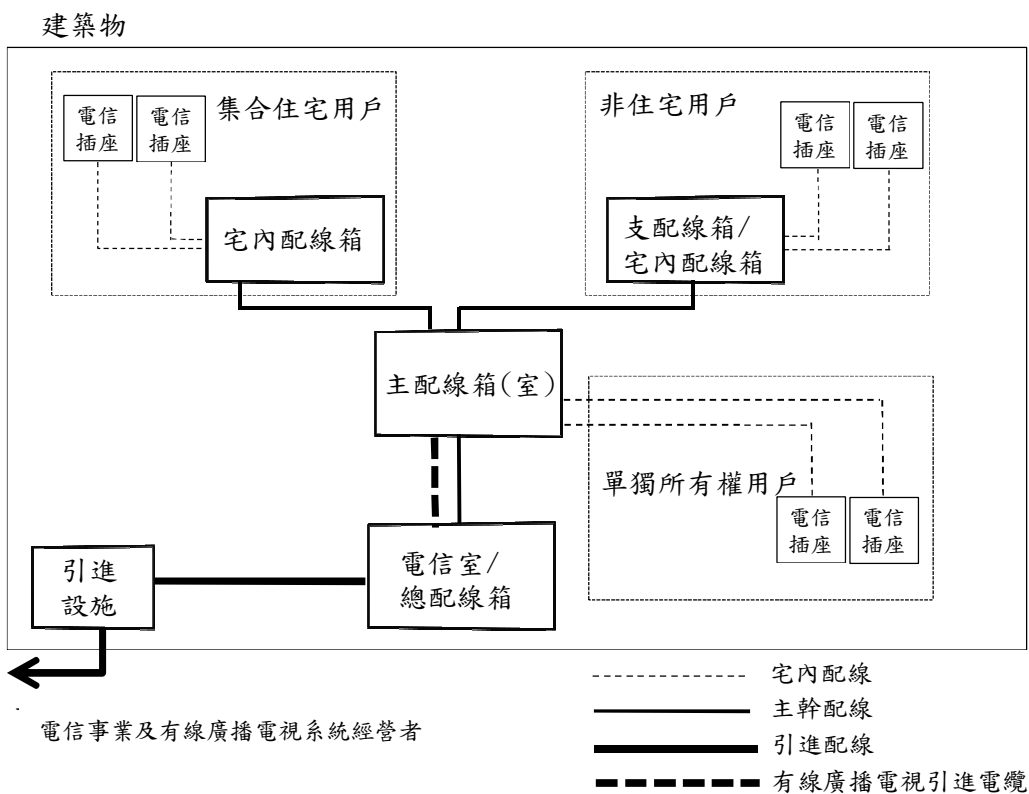 建築物
電信
插座
電信
插座
集合住宅用戶
宅內配線箱
非住宅用戶
電信
插座
電信
插座
支配線箱/
宅內配線箱
主配線箱(室)
單獨所有權用戶
電信
插座
電信
插座
引進
設施
電信室/
總配線箱
電信事業及有線廣播電視系統經營者
宅內配線
主幹配線
引進配線
有線廣播電視引進電纜